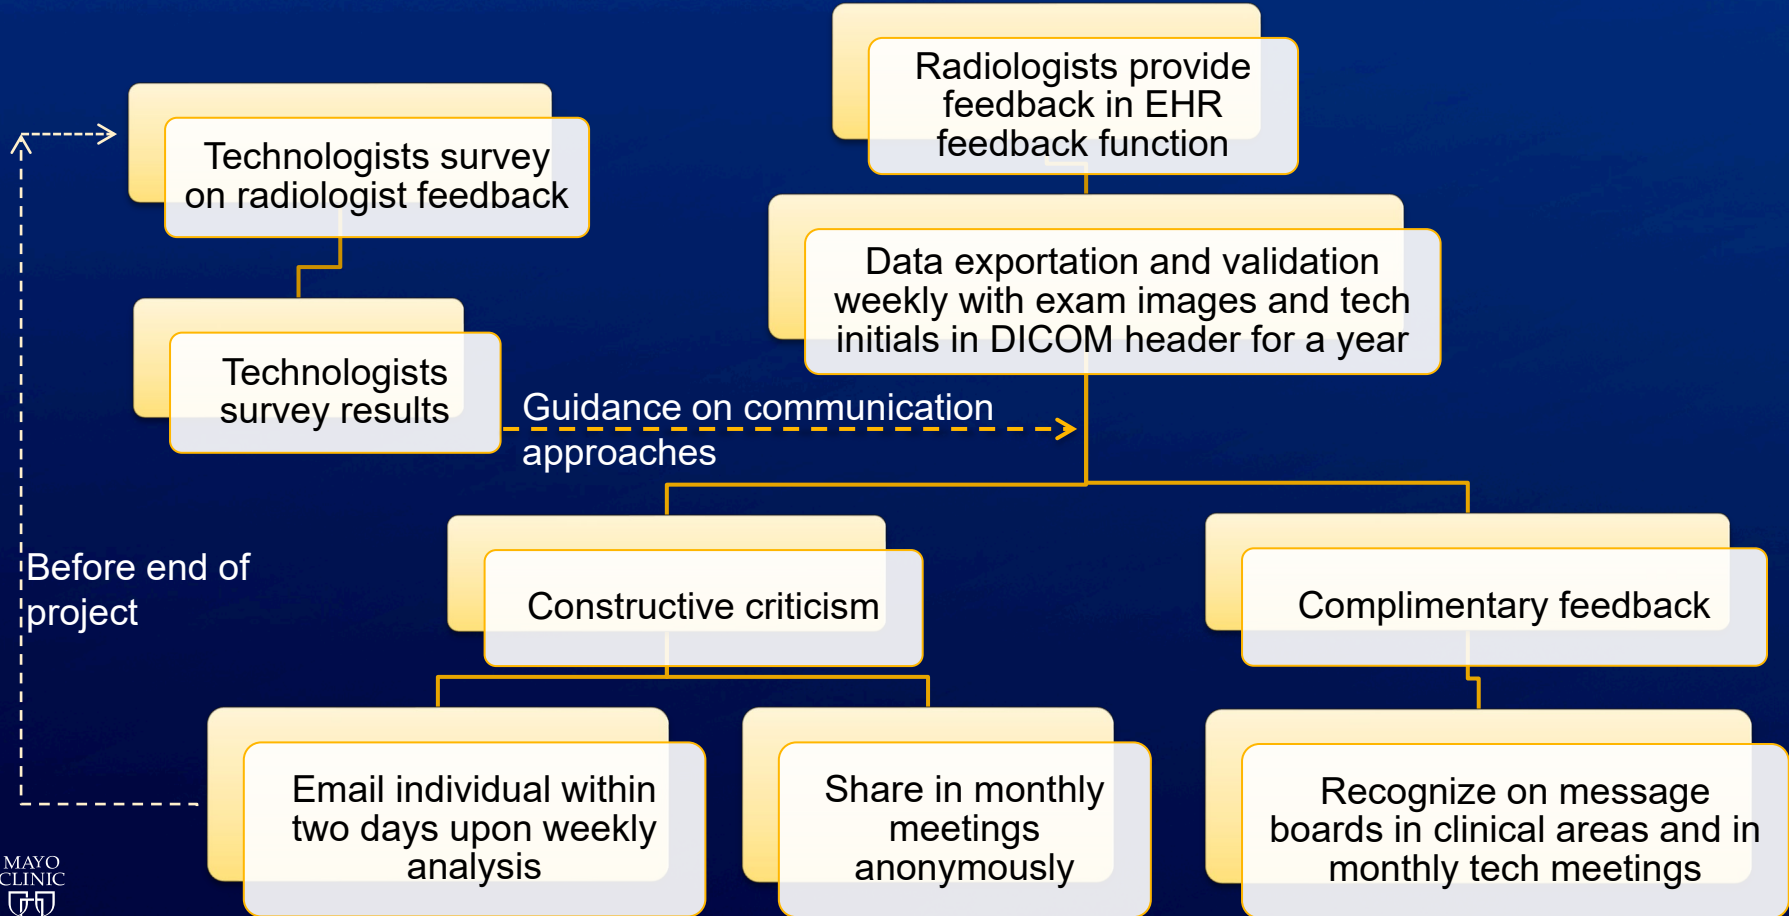 Radiologists provide
feedback in EHR
feedback function
Technologists survey
on radiologist feedback
Data exportation and validation
weekly with exam images and tech
initials in DICOM header for a year
Technologists
survey results
Guidance on communication
approaches
Before end of
project
Constructive criticism
Complimentary feedback
Email individual within
two days upon weekly
analysis
Share in monthly
meetings
anonymously
Recognize on message
boards in clinical areas and in
monthly tech meetings
MAYO
CLINIC